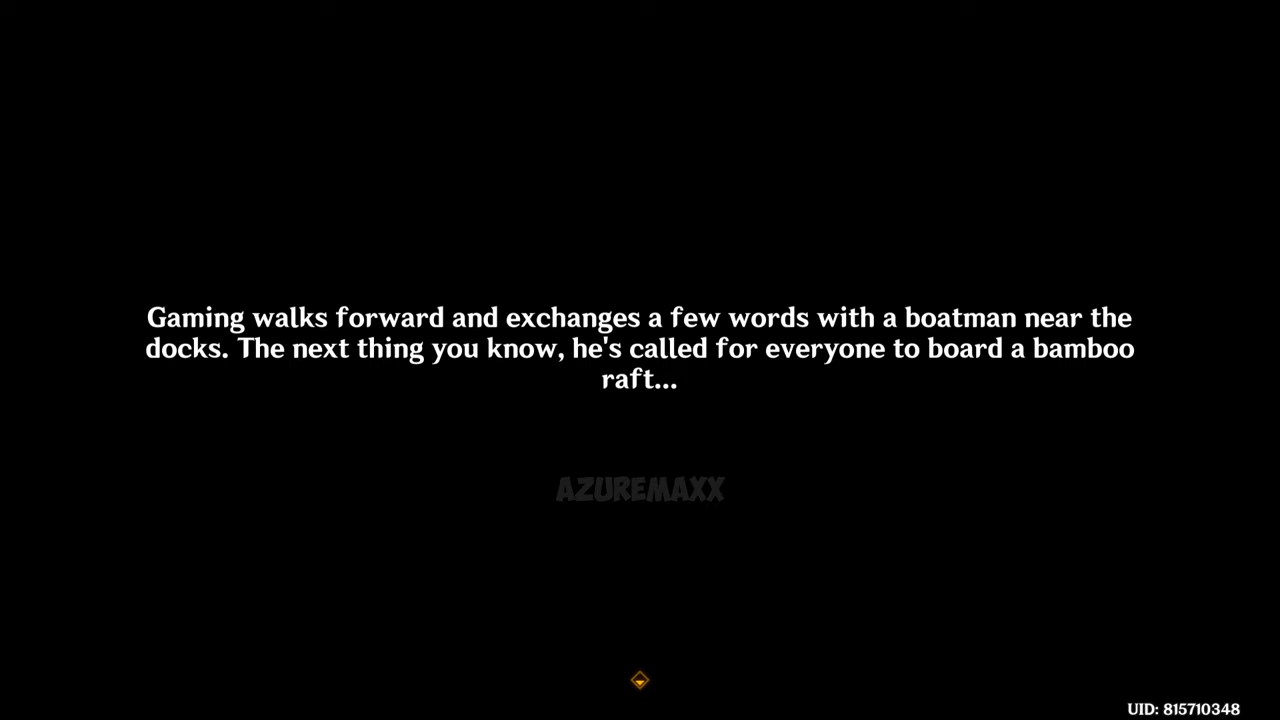 Gaming walks forward and exchanges a few words with a boatman near the
docks. The next thing you know, he's called for everyone to board a bamboo
raft...
AZUREMAXX
UID: 815710348